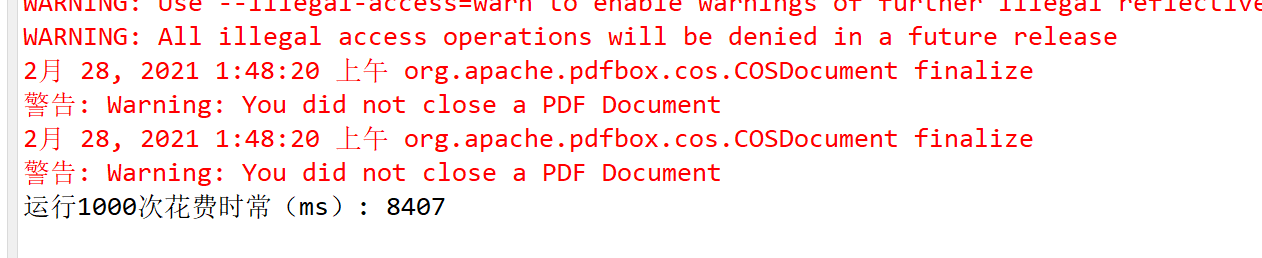 WARNING: Use --illegal-access=warn to enable warnings of further illegal reflective
WARNING: All illegal access operations will be denied in a future release
2月 28, 2021 1:48:20 上午 org.apache.pdfbox.cos.COSDocument finalize
警告: Warning: You did not close a PDF Document
2月 28, 2021 1:48:20 上午 org.apache.pdfbox.cos.COSDocument finalize
警告: Warning: You did not close a PDF Document
运行1000次花费时常（ms）: 8407